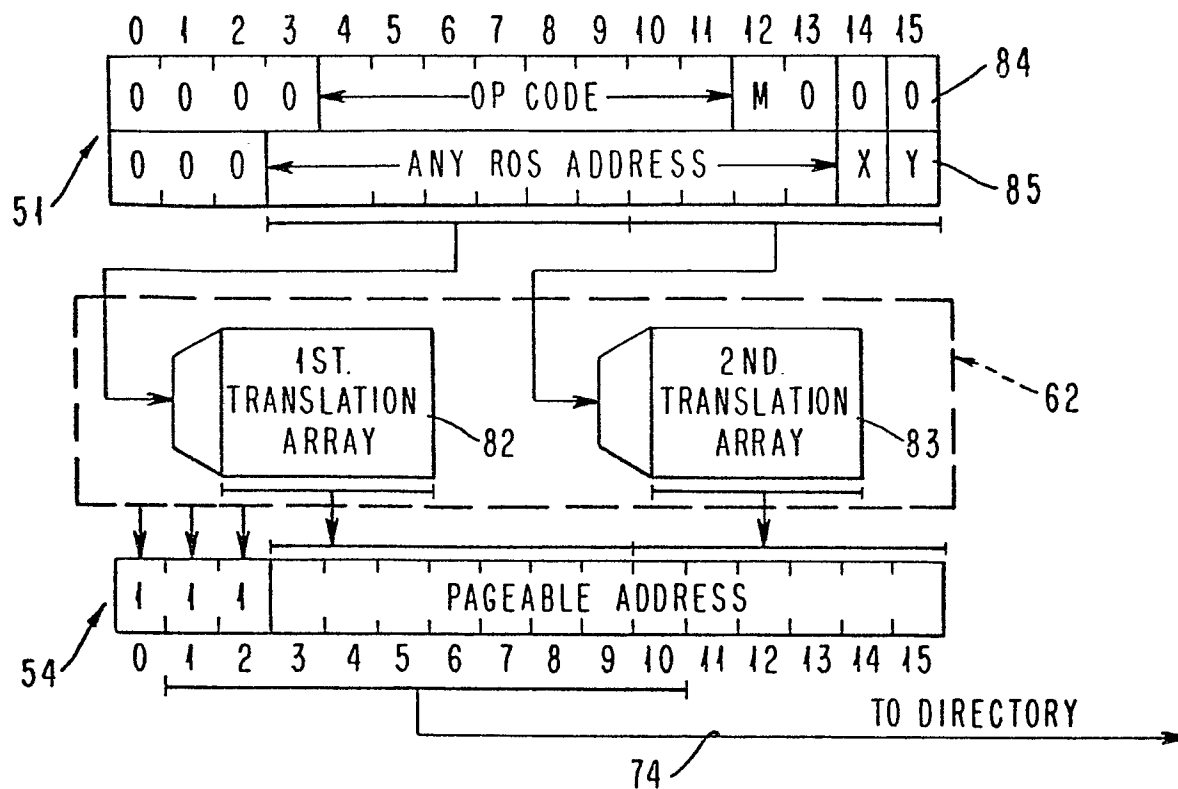 0 1 2 3 4 5 6 7 8 9 10 11 12 13 14 15
0 0 0 0 OP CODE M 0 0 0 84
0 0 0 ANY ROS ADDRESS X Y 85
51
1ST. TRANSLATION ARRAY
82
2ND. TRANSLATION ARRAY
83
62
1 1 1 PAGEABLE ADDRESS
54
0 1 2 3 4 5 6 7 8 9 10 11 12 13 14 15
TO DIRECTORY
74